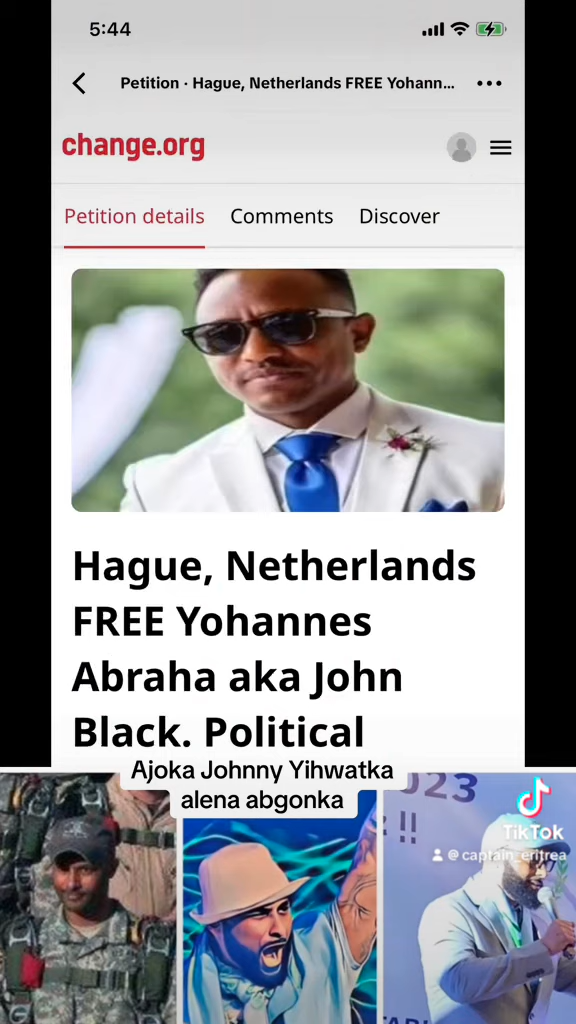 5:44
Petition · Hague, Netherlands FREE Yohann...
change.org
Petition details Comments Discover
Hague, Netherlands
FREE Yohannes
Abraha aka John
Black. Political
Ajoka Johnny Yihwatka
alena abgonka
023
!!
TikTok
@captain_eritrea